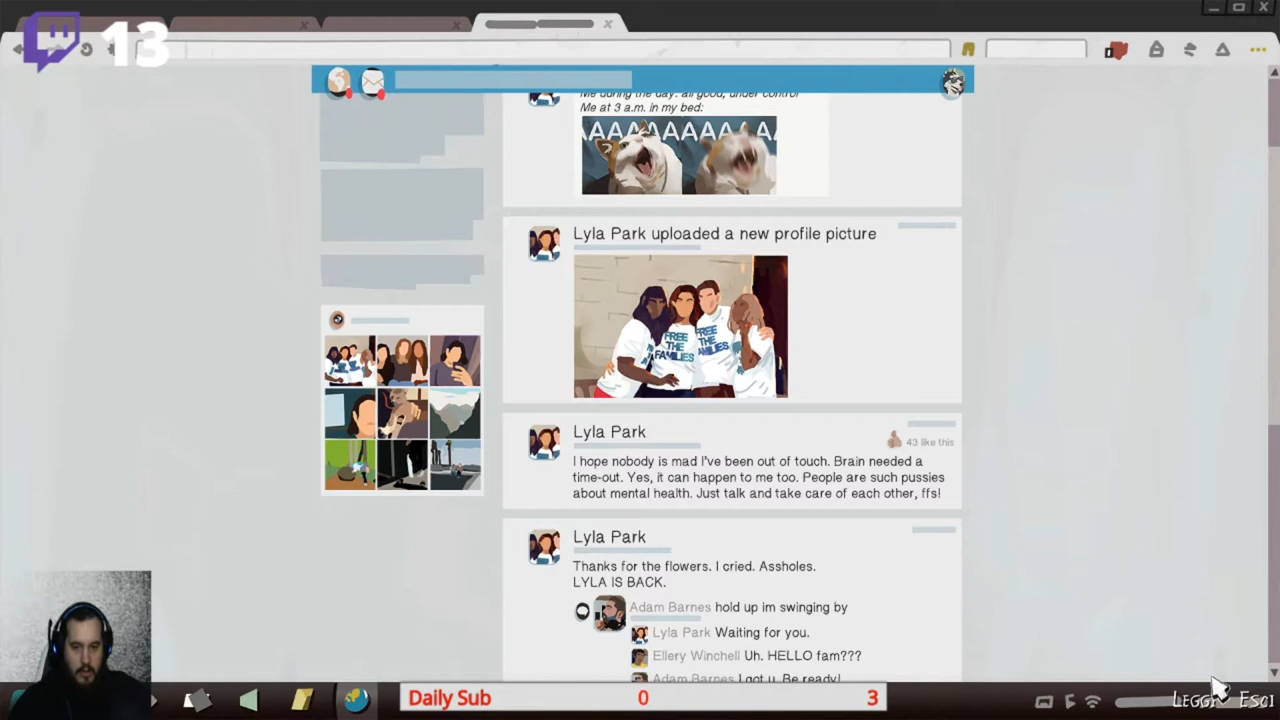 13
Me during the day: all good, under control
Me at 3 a.m. in my bed:
AAAAAAAAAAA
Lyla Park uploaded a new profile picture
FREE
THE
FAMILIES
FREE
THE
FAMILIES
Lyla Park
43 like this
I hope nobody is mad I've been out of touch. Brain needed a
time-out. Yes, it can happen to me too. People are such pussies
about mental health. Just talk and take care of each other, ffs!
Lyla Park
Thanks for the flowers. I cried. Assholes.
LYLA IS BACK.
Adam Barnes hold up im swinging by
Lyla Park Waiting for you.
Ellery Winchell Uh. HELLO fam???
Adam Barnes I got u. Be ready!
Daily Sub 0 3
LEGGI ESCI